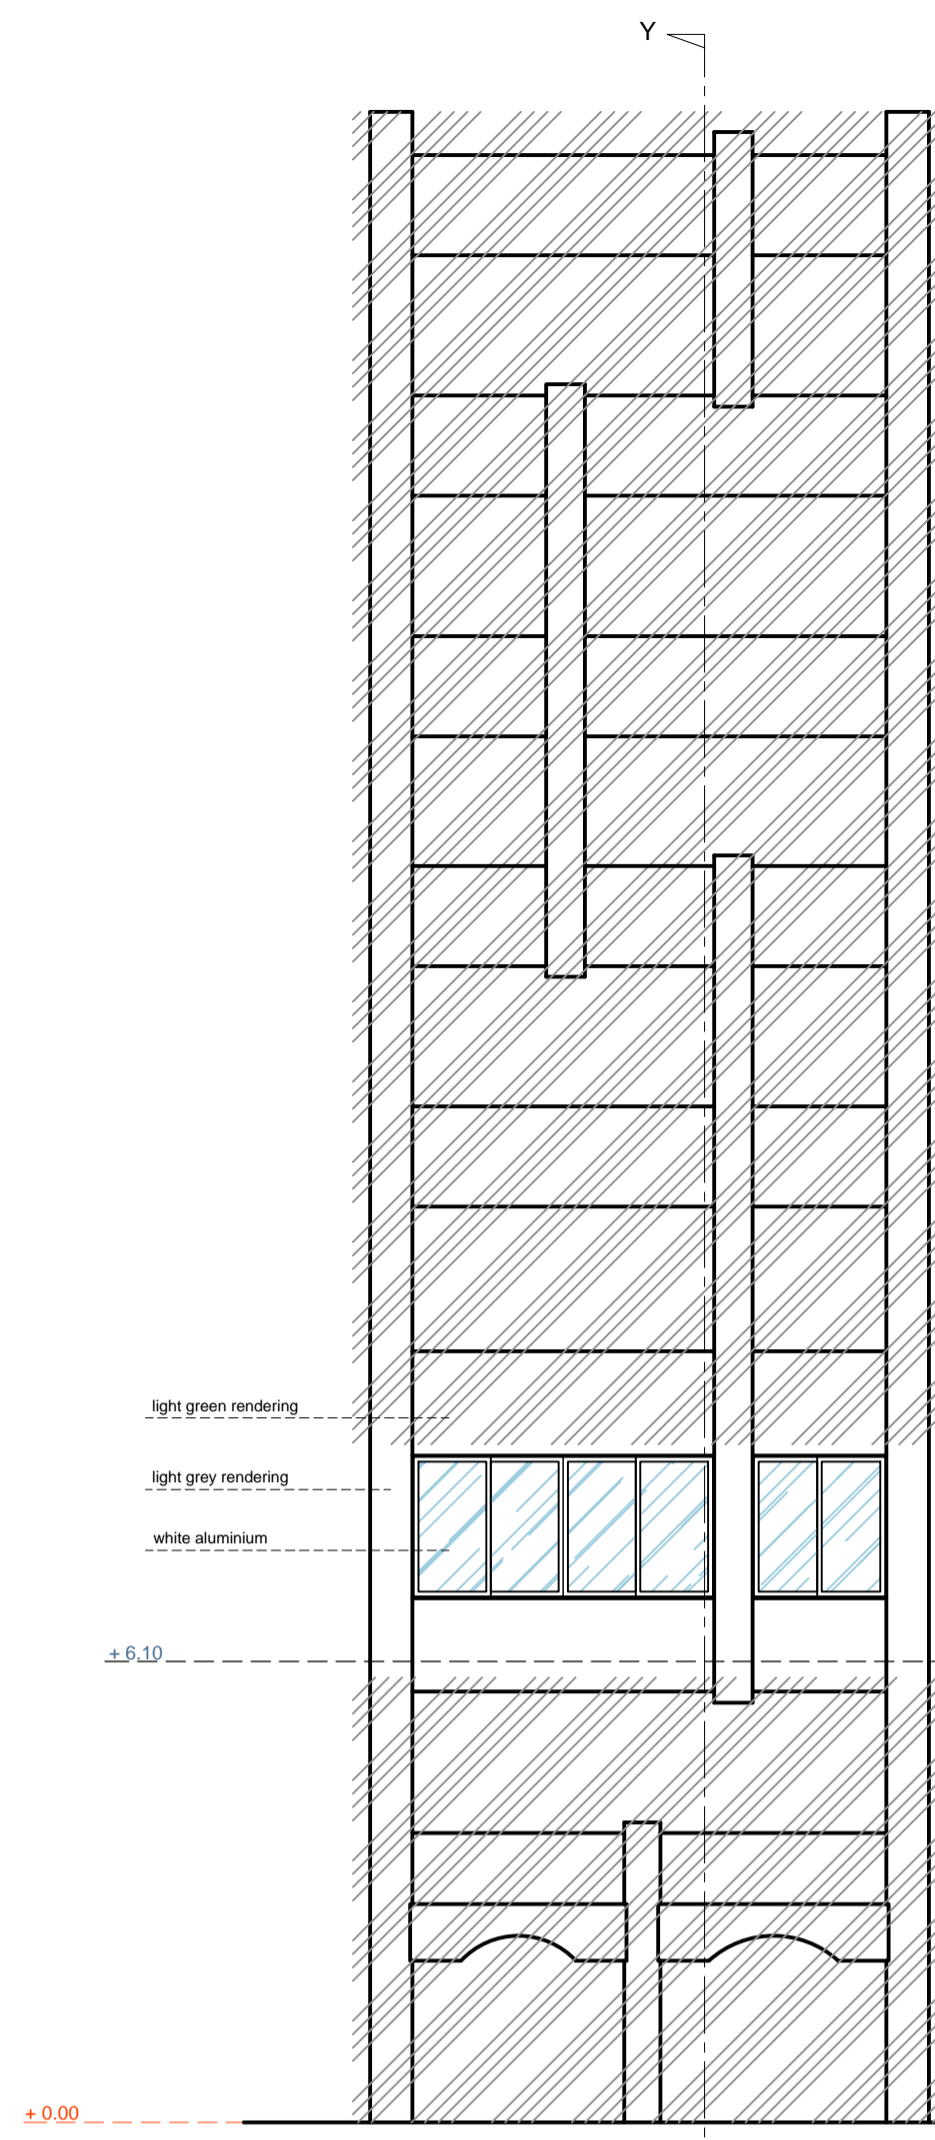 Y
light green rendering
light grey rendering
white aluminium
+ 6.10
+ 0.00